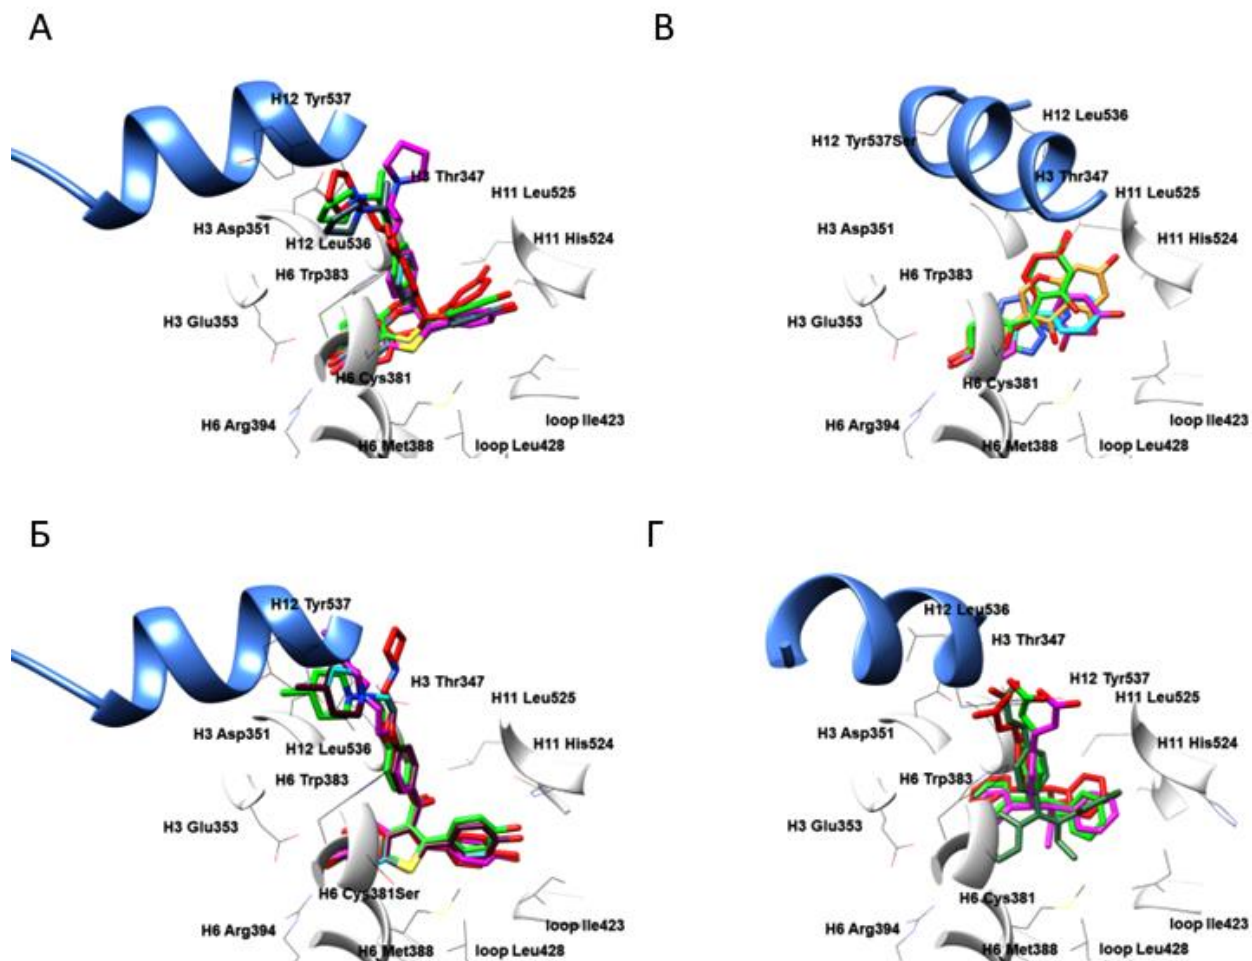 А
H12 Tyr537
H3 Thr347
H11 Leu525
H3 Asp351
H12 Leu536
H11 His524
H6 Trp383
H3 Glu353
H6 Cys381
H6 Arg394
H6 Met388
loop Leu428
loop Ile423
В
H12 Leu536
H12 Tyr537Ser
H3 Thr347
H11 Leu525
H3 Asp351
H11 His524
H6 Trp383
H3 Glu353
H6 Cys381
H6 Arg394
H6 Met388
loop Leu428
loop Ile423
Б
H12 Tyr537
H3 Thr347
H11 Leu525
H3 Asp351
H12 Leu536
H11 His524
H6 Trp383
H3 Glu353
H6 Cys381Ser
H6 Arg394
H6 Met388
loop Leu428
loop Ile423
Г
H12 Leu536
H3 Thr347
H12 Tyr537
H11 Leu525
H3 Asp351
H11 His524
H6 Trp383
H3 Glu353
H6 Cys381
H6 Arg394
H6 Met388
loop Leu428
loop Ile423